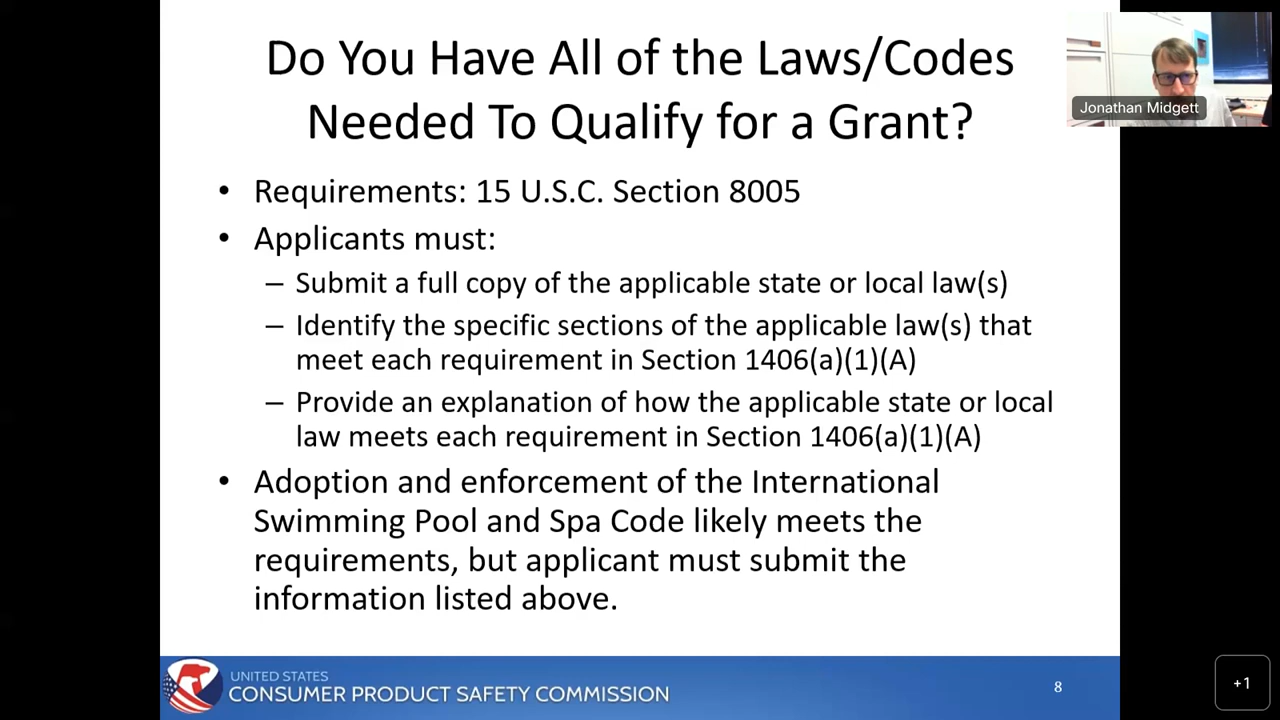 Do You Have All of the Laws/Codes
Needed To Qualify for a Grant?
Jonathan Midgett
• Requirements: 15 U.S.C. Section 8005
• Applicants must:
– Submit a full copy of the applicable state or local law(s)
– Identify the specific sections of the applicable law(s) that
meet each requirement in Section 1406(a)(1)(A)
– Provide an explanation of how the applicable state or local
law meets each requirement in Section 1406(a)(1)(A)
• Adoption and enforcement of the International
Swimming Pool and Spa Code likely meets the
requirements, but applicant must submit the
information listed above.
UNITED STATES
CONSUMER PRODUCT SAFETY COMMISSION
8
+1